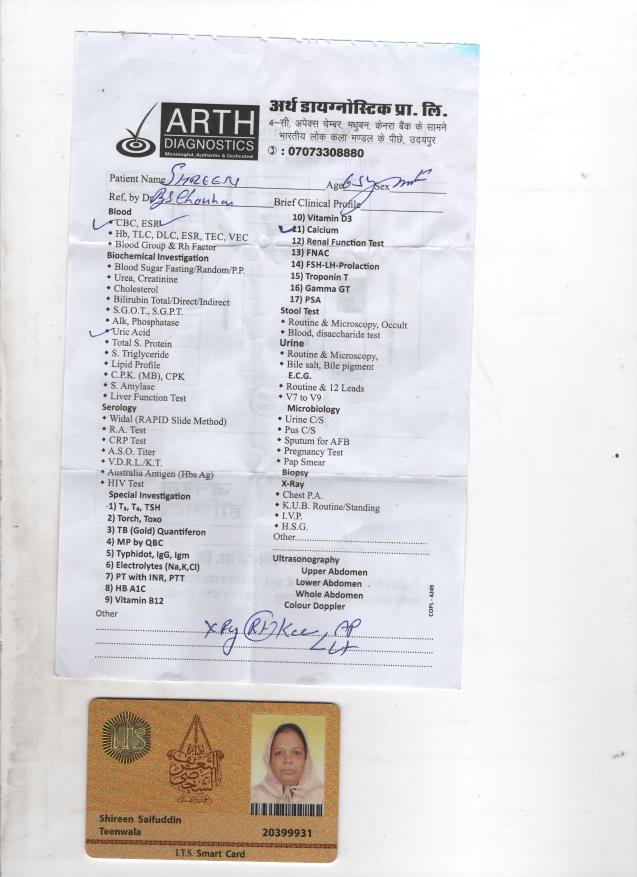 ARTH
DIAGNOSTICS
Meaningful, Authentic & Dedicated
अर्थ डायग्नोस्टिक प्रा. लि.
4-सी, अपेक्स चेम्बर, मधुबन, केनरा बैंक के सामने
भारतीय लोक कला मण्डल के पीछे, उदयपुर
✆ : 07073308880
Patient Name SHREEN Age 65y Sex
Ref, by Dr BS Chouhan Brief Clinical Profile
Blood
CBC, ESR
Hb, TLC, DLC, ESR, TEC, VEC
Blood Group & Rh Factor
Biochemical Investigation
Blood Sugar Fasting/Random/P.P.
Urea, Creatinine
Cholesterol
Bilirubin Total/Direct/Indirect
S.G.O.T., S.G.P.T.
Alk, Phosphatase
Uric Acid
Total S. Protein
S. Triglyceride
Lipid Profile
C.P.K. (MB), CPK
S. Amylase
Liver Function Test
Serology
Widal (RAPID Slide Method)
R.A. Test
CRP Test
A.S.O. Titer
V.D.R.L./K.T.
Australia Antigen (Hbs Ag)
HIV Test
Special Investigation
1) T₃, T₄, TSH
2) Torch, Toxo
3) TB (Gold) Quantiferon
4) MP by QBC
5) Typhidot, IgG, Igm
6) Electrolytes (Na,K,Cl)
7) PT with INR, PTT
8) HB A1C
9) Vitamin B12
10) Vitamin D3
11) Calcium
12) Renal Function Test
13) FNAC
14) FSH-LH-Prolaction
15) Troponin T
16) Gamma GT
17) PSA
Stool Test
Routine & Microscopy, Occult
Blood, disaccharide test
Urine
Routine & Microscopy,
Bile salt, Bile pigment
E.C.G.
Routine & 12 Leads
V7 to V9
Microbiology
Urine C/S
Pus C/S
Sputum for AFB
Pregnancy Test
Pap Smear
Biopsy
X-Ray
Chest P.A.
K.U.B. Routine/Standing
I.V.P.
H.S.G.
Other
Ultrasonography
Upper Abdomen
Lower Abdomen
Whole Abdomen
Colour Doppler
COPL - 4249
Other
X Ray (Rt) Knee AP
Lat
I.T.S
Shireen Saifuddin
Teenwala
20399931
I.T.S. Smart Card